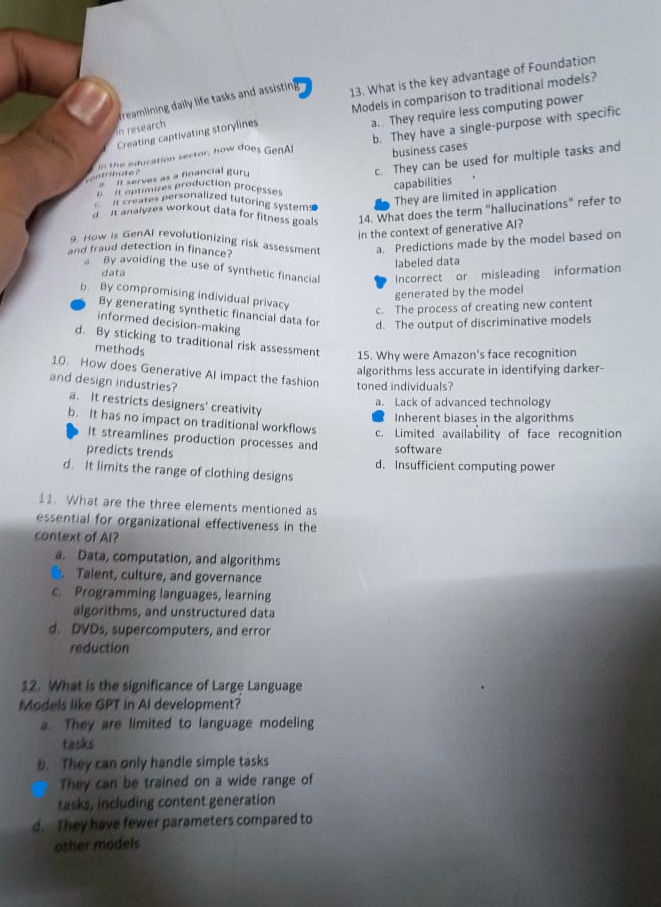 treamlining daily life tasks and assisting
in research
Creating captivating storylines
in the education sector, how does GenAI
contribute?
a. It serves as a financial guru
b. It optimizes production processes
c. It creates personalized tutoring systems
d. It analyzes workout data for fitness goals
9. How is GenAI revolutionizing risk assessment
and fraud detection in finance?
a. By avoiding the use of synthetic financial
data
b. By compromising individual privacy
By generating synthetic financial data for
informed decision-making
d. By sticking to traditional risk assessment
methods
10. How does Generative AI impact the fashion
and design industries?
a. It restricts designers' creativity
b. It has no impact on traditional workflows
It streamlines production processes and
predicts trends
d. It limits the range of clothing designs
11. What are the three elements mentioned as
essential for organizational effectiveness in the
context of AI?
a. Data, computation, and algorithms
Talent, culture, and governance
c. Programming languages, learning
algorithms, and unstructured data
d. DVDs, supercomputers, and error
reduction
12. What is the significance of Large Language
Models like GPT in AI development?
a. They are limited to language modeling
tasks
b. They can only handle simple tasks
They can be trained on a wide range of
tasks, including content generation
d. They have fewer parameters compared to
other models
13. What is the key advantage of Foundation
Models in comparison to traditional models?
a. They require less computing power
b. They have a single-purpose with specific
business cases
c. They can be used for multiple tasks and
capabilities
They are limited in application
14. What does the term "hallucinations" refer to
in the context of generative AI?
a. Predictions made by the model based on
labeled data
Incorrect or misleading information
generated by the model
c. The process of creating new content
d. The output of discriminative models
15. Why were Amazon's face recognition
algorithms less accurate in identifying darker-
toned individuals?
a. Lack of advanced technology
Inherent biases in the algorithms
c. Limited availability of face recognition
software
d. Insufficient computing power